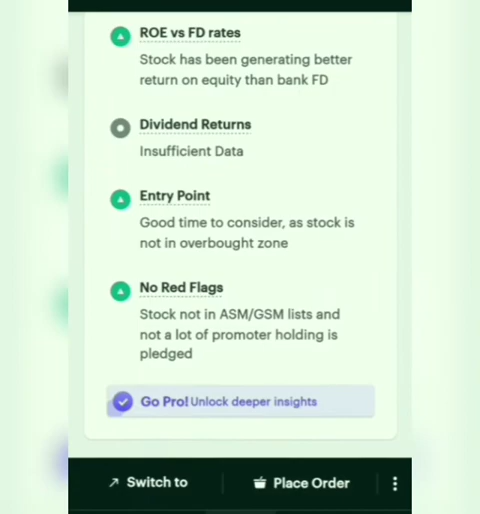 ROE vs FD rates
Stock has been generating better
return on equity than bank FD
Dividend Returns
Insufficient Data
Entry Point
Good time to consider, as stock is
not in overbought zone
No Red Flags
Stock not in ASM/GSM lists and
not a lot of promoter holding is
pledged
Go Pro! Unlock deeper insights
Switch to
Place Order